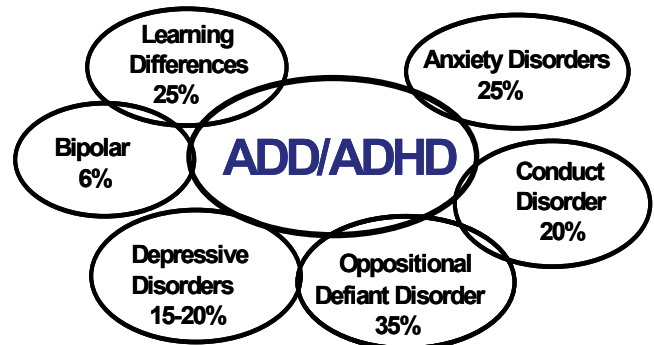 Learning
Differences
25%
Anxiety Disorders
25%
Bipolar
6%
ADD/ADHD
Conduct
Disorder
20%
Depressive
Disorders
15-20%
Oppositional
Defiant Disorder
35%